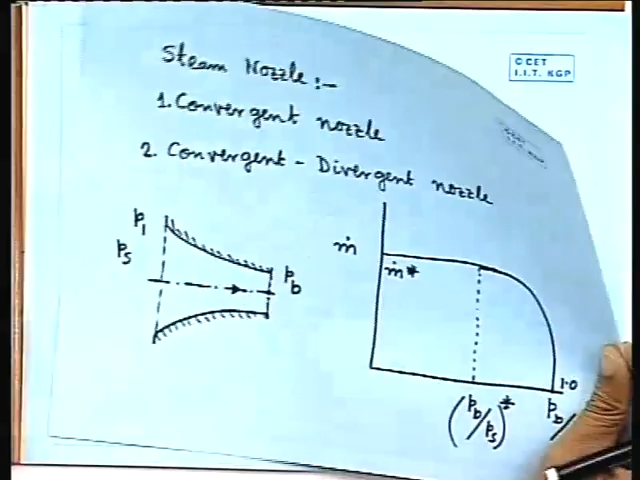 © CET
I.I.T. KGP
Steam Nozzle :-
1. Convergent nozzle
2. Convergent - Divergent nozzle
p1
ps
pb
ṁ
ṁ*
1.0
(pb/ps)*
pb/